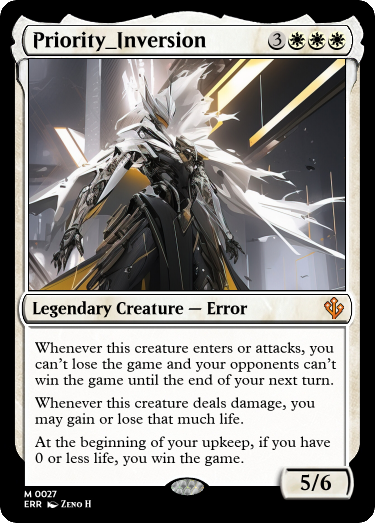 Priority_Inversion 3
Legendary Creature — Error
Whenever this creature enters or attacks, you
can't lose the game and your opponents can't
win the game until the end of your next turn.
Whenever this creature deals damage, you
may gain or lose that much life.
At the beginning of your upkeep, if you have
0 or less life, you win the game.
5/6
M 0027
ERR Zeno H